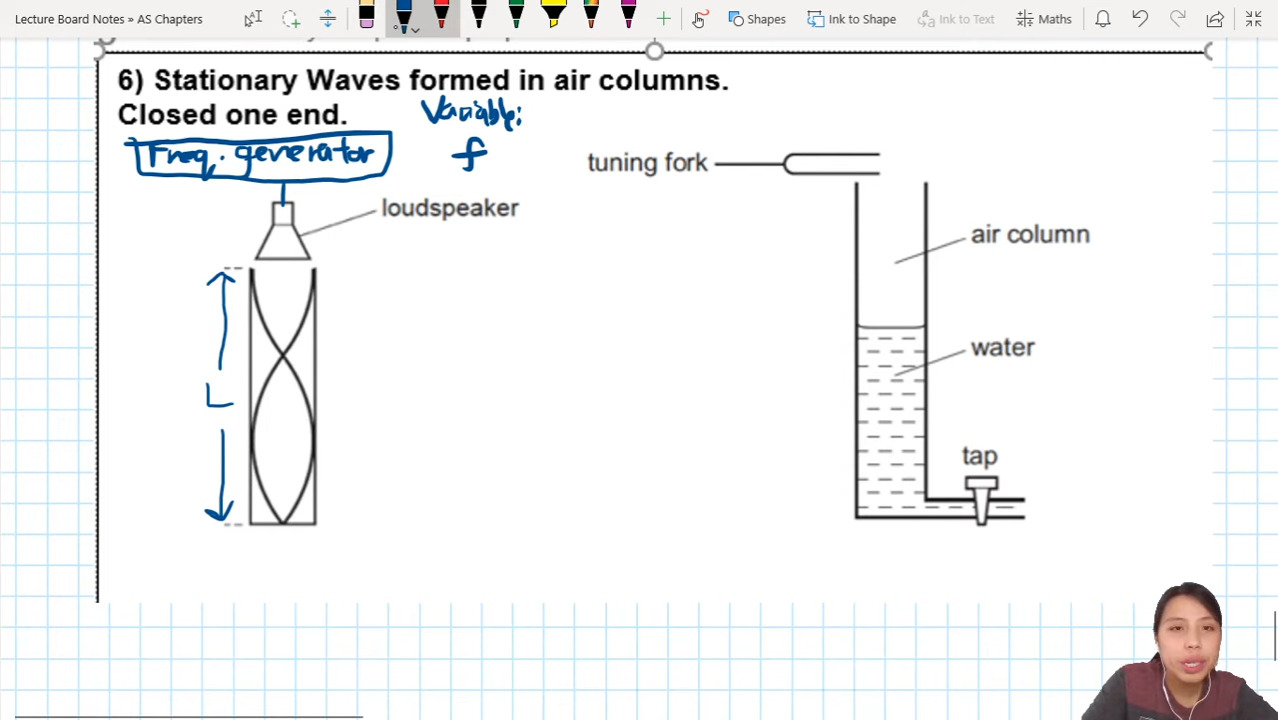 Lecture Board Notes » AS Chapters
Shapes
Ink to Shape
Ink to Text
Maths
6) Stationary Waves formed in air columns.
Closed one end.
Variable:
Freq. generator
f
tuning fork
loudspeaker
air column
L
water
tap